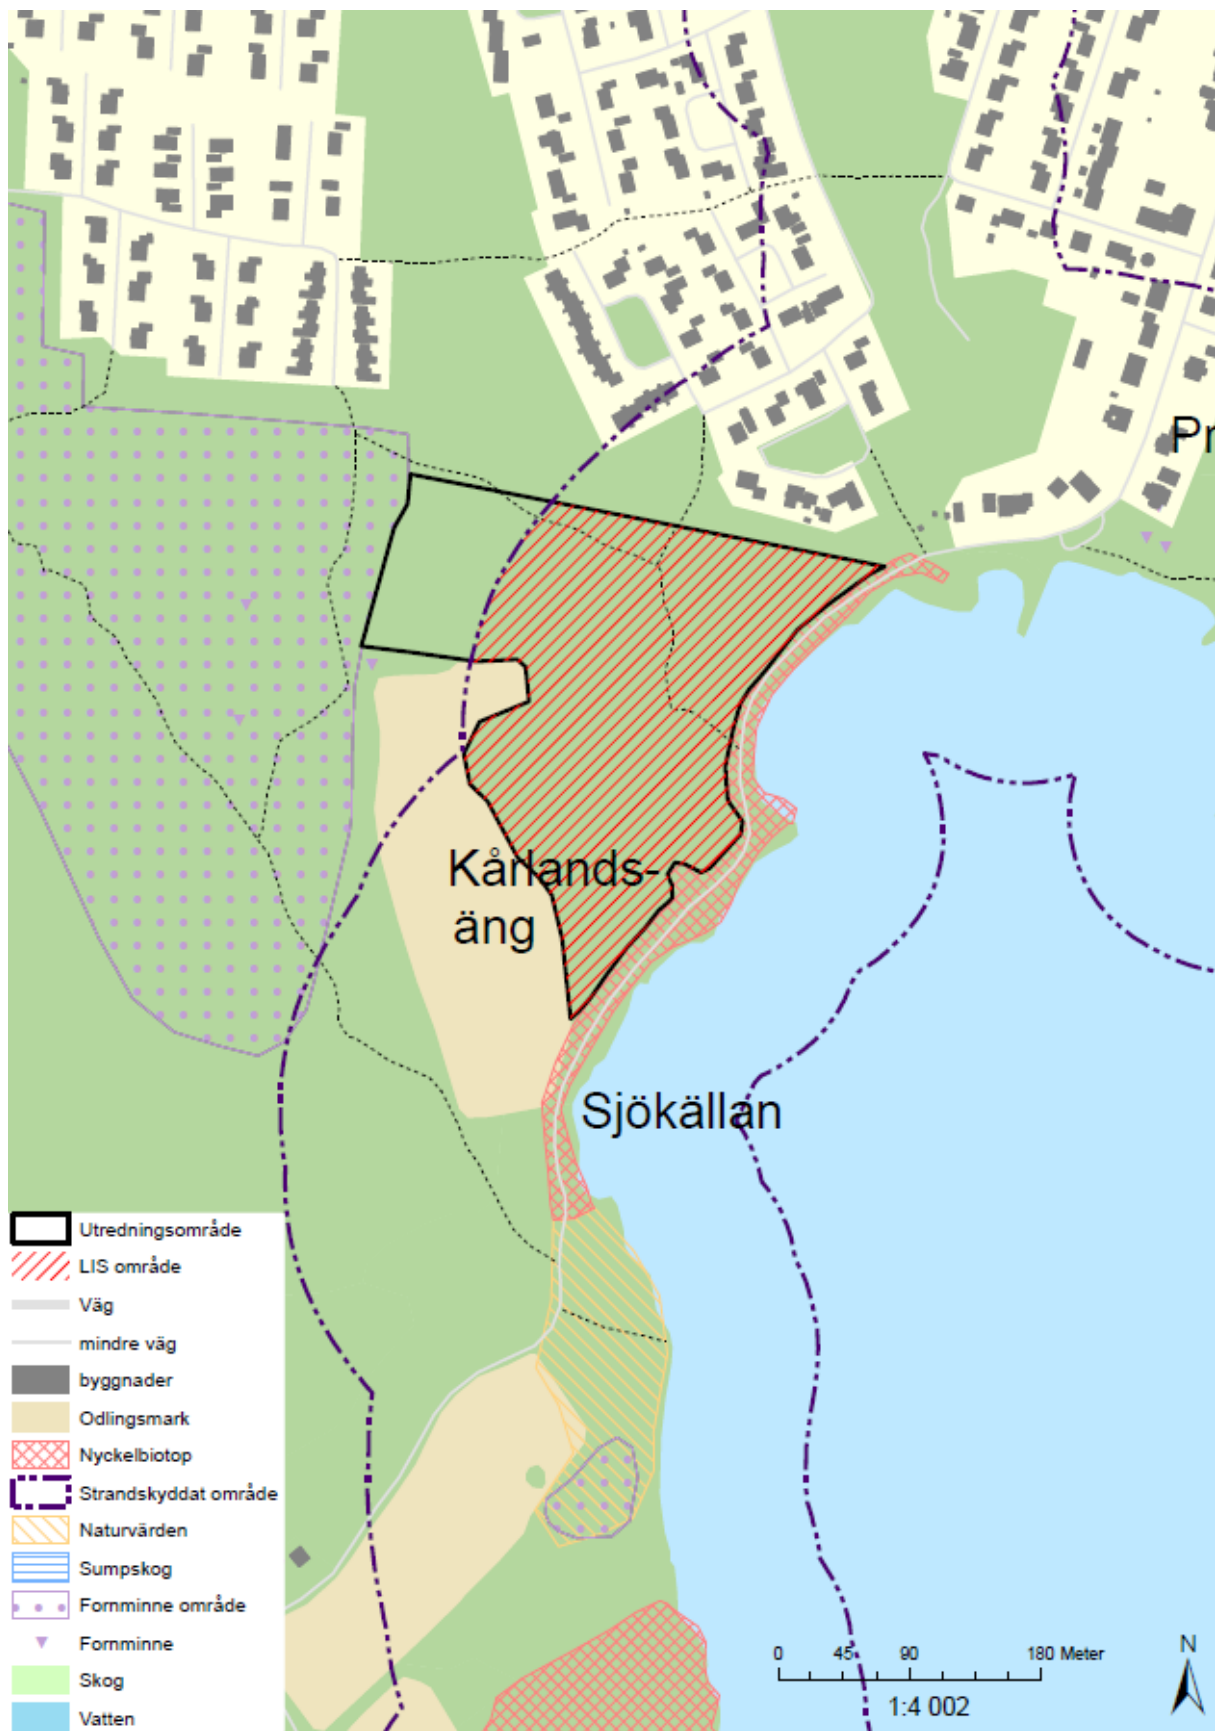 Pr
Kårlands-
äng
Sjökällan
Utredningsområde
LIS område
Väg
mindre väg
byggnader
Odlingsmark
Nyckelbiotop
Strandskyddat område
Naturvärden
Sumpskog
Fornminne område
Fornminne
Skog
Vatten
0 45 90 180 Meter
1:4 002
N